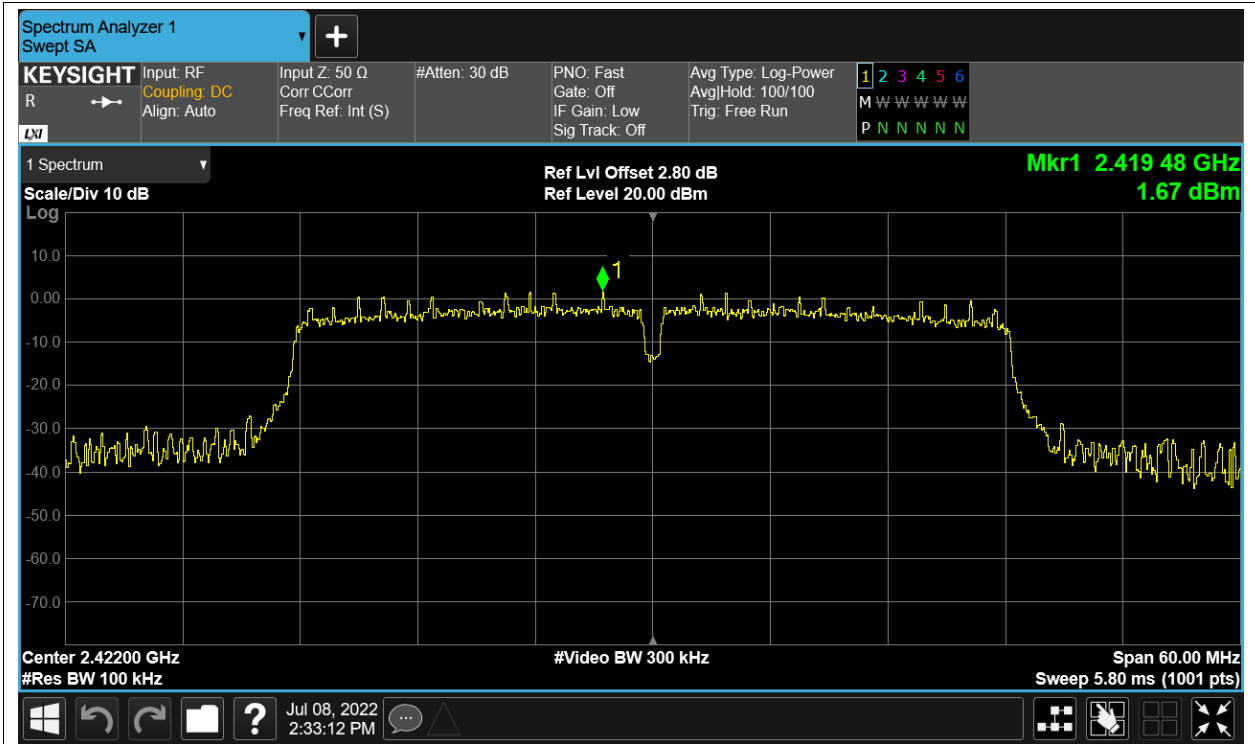 Spectrum Analyzer 1
Swept SA
KEYSIGHT
R
LXI
Input: RF
Coupling: DC
Align: Auto
Input Z: 50 Ω
Corr CCorr
Freq Ref: Int (S)
#Atten: 30 dB
PNO: Fast
Gate: Off
IF Gain: Low
Sig Track: Off
Avg Type: Log-Power
Avg|Hold: 100/100
Trig: Free Run
1 2 3 4 5 6
M W W W W W
P N N N N N
1 Spectrum
Scale/Div 10 dB
Log
Ref Lvl Offset 2.80 dB
Ref Level 20.00 dBm
Mkr1 2.419 48 GHz
1.67 dBm
10.0
0.00
-10.0
-20.0
-30.0
-40.0
-50.0
-60.0
-70.0
1
Center 2.42200 GHz
#Res BW 100 kHz
#Video BW 300 kHz
Span 60.00 MHz
Sweep 5.80 ms (1001 pts)
?
Jul 08, 2022
2:33:12 PM